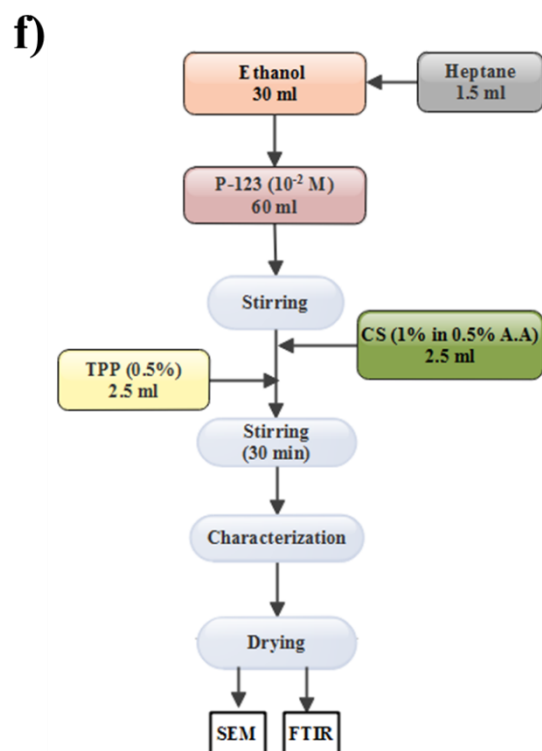 f)
Ethanol
30 ml
Heptane
1.5 ml
P-123 (10⁻² M)
60 ml
Stirring
CS (1% in 0.5% A.A)
2.5 ml
TPP (0.5%)
2.5 ml
Stirring
(30 min)
Characterization
Drying
SEM
FTIR